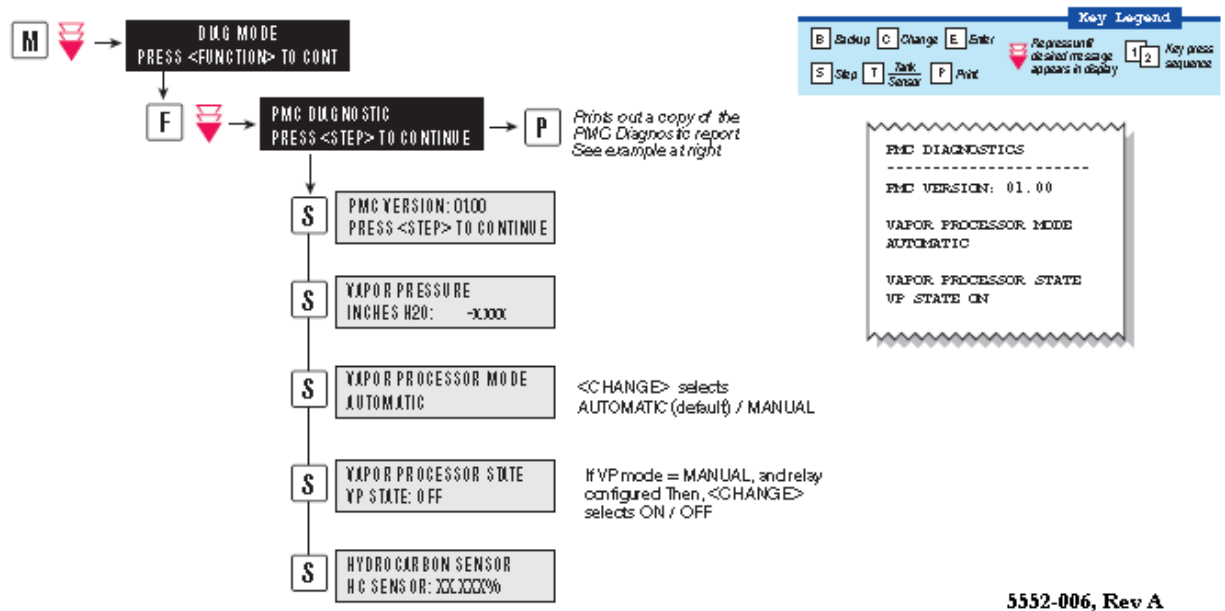 M
DIAG MODE
PRESS <FUNCTION> TO CONT
F
PMC DIAGNOSTIC
PRESS <STEP> TO CONTINUE
P
Prints out a copy of the
PMC Diagnostic report
See example at right
S
PMC VERSION: 01.00
PRESS <STEP> TO CONTINUE
S
VAPOR PRESSURE
INCHES H20: -X.XXX
S
VAPOR PROCESSOR MODE
AUTOMATIC
<CHANGE> selects
AUTOMATIC (default) / MANUAL
S
VAPOR PROCESSOR STATE
VP STATE: OFF
If VP mode = MANUAL, and relay
configured Then, <CHANGE>
selects ON / OFF
S
HYDROCARBON SENSOR
HC SENSOR: XX.XXX%
Key Legend
B Backup C Change E Enter
S Step T Tank
Sensor P Print
Repress until
desired message
appears in display
1 2 Key press
sequence
PMC DIAGNOSTICS
- - - - - - - - - - - - - - - - - - - - - - - -
PMC VERSION: 01.00
VAPOR PROCESSOR MODE
AUTOMATIC
VAPOR PROCESSOR STATE
VP STATE ON
5552-006, Rev A